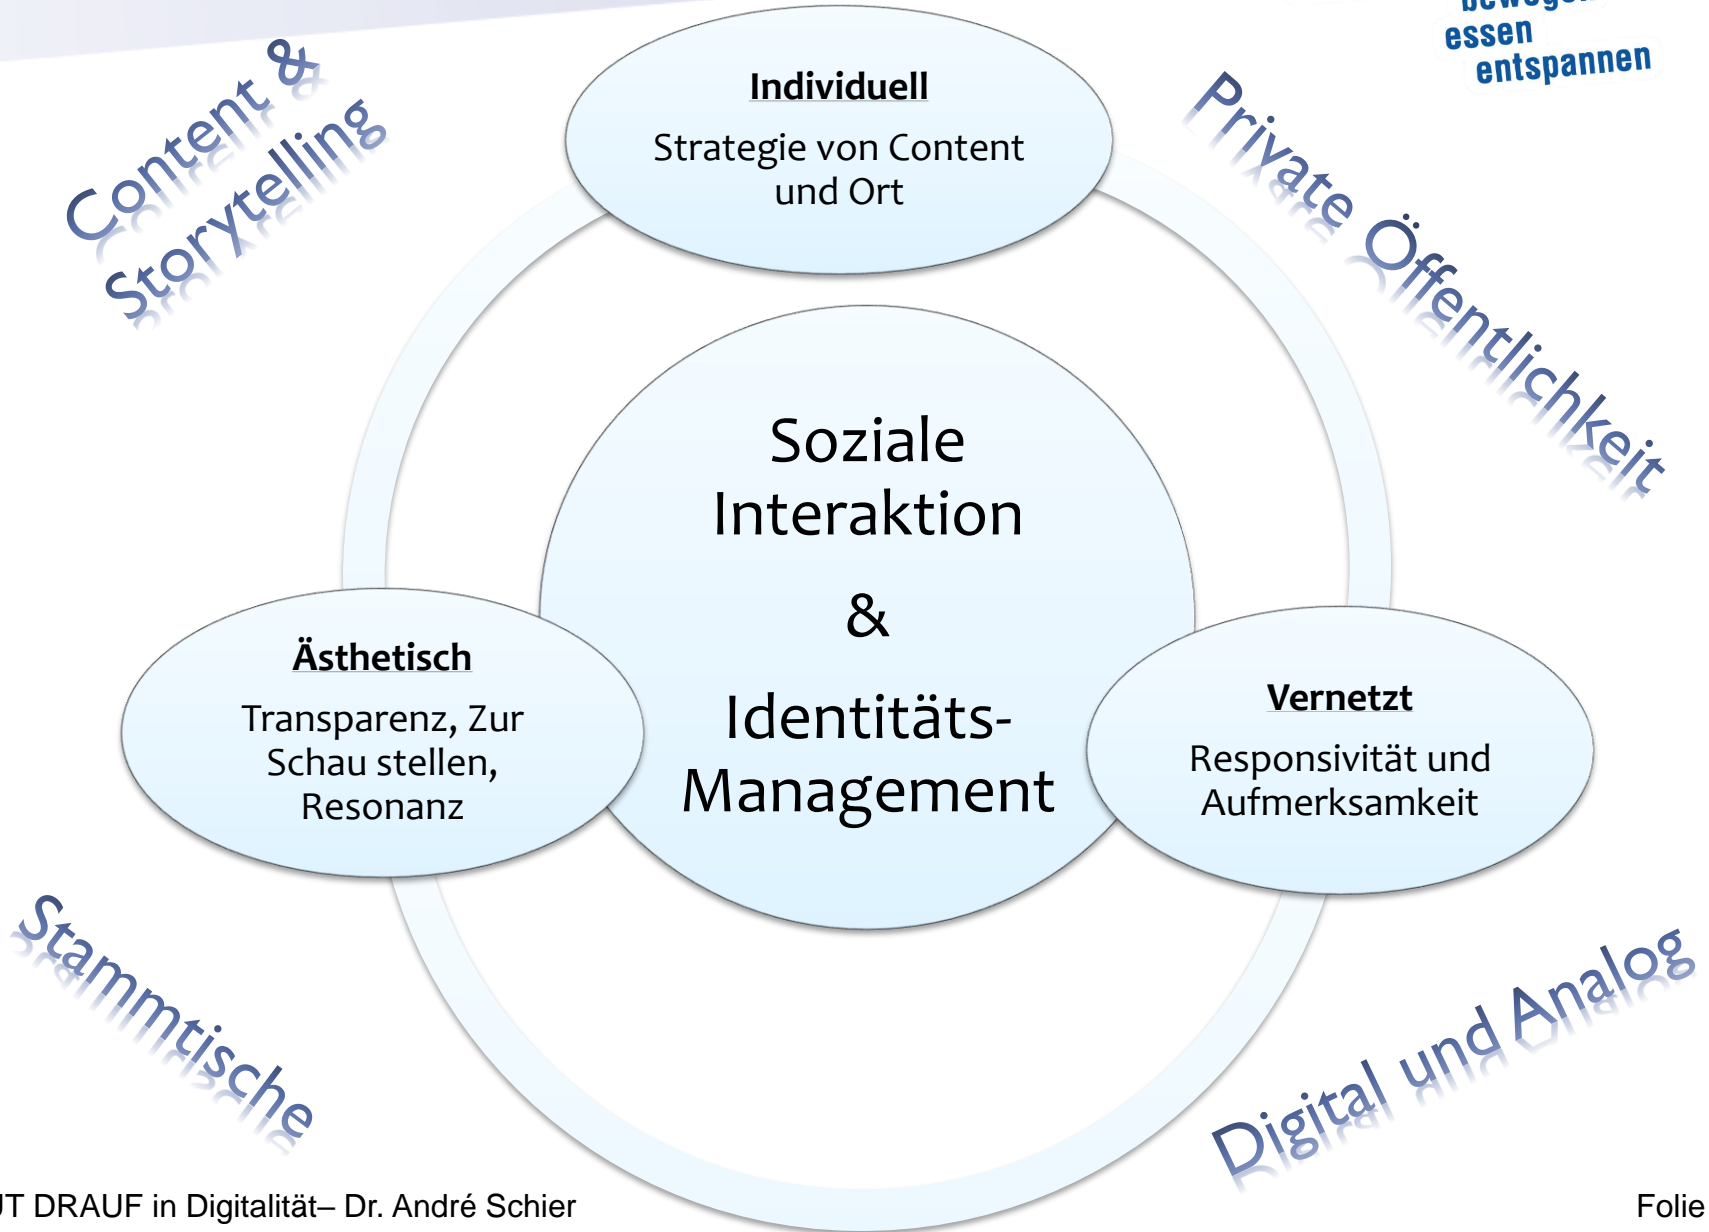 essen
entspannen
Content &
Storytelling
Individuell
Strategie von Content
und Ort
Private Öffentlichkeit
Soziale
Interaktion
&
Identitäts-
Management
Ästhetisch
Transparenz, Zur
Schau stellen,
Resonanz
Vernetzt
Responsivität und
Aufmerksamkeit
Stammtische
Digital und Analog
DRAUF in Digitalität– Dr. André Schier
Folie